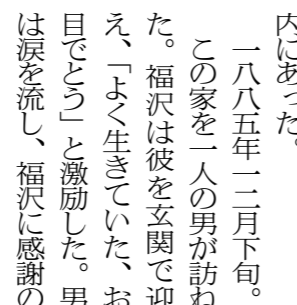 内にあった。
一八八五年一二月下旬。
この家を一人の男が訪ね
た。福沢は彼を玄関で迎
え、「よく生きていた、お
目でとう」と激励した。男
は涙を流し、福沢に感謝の